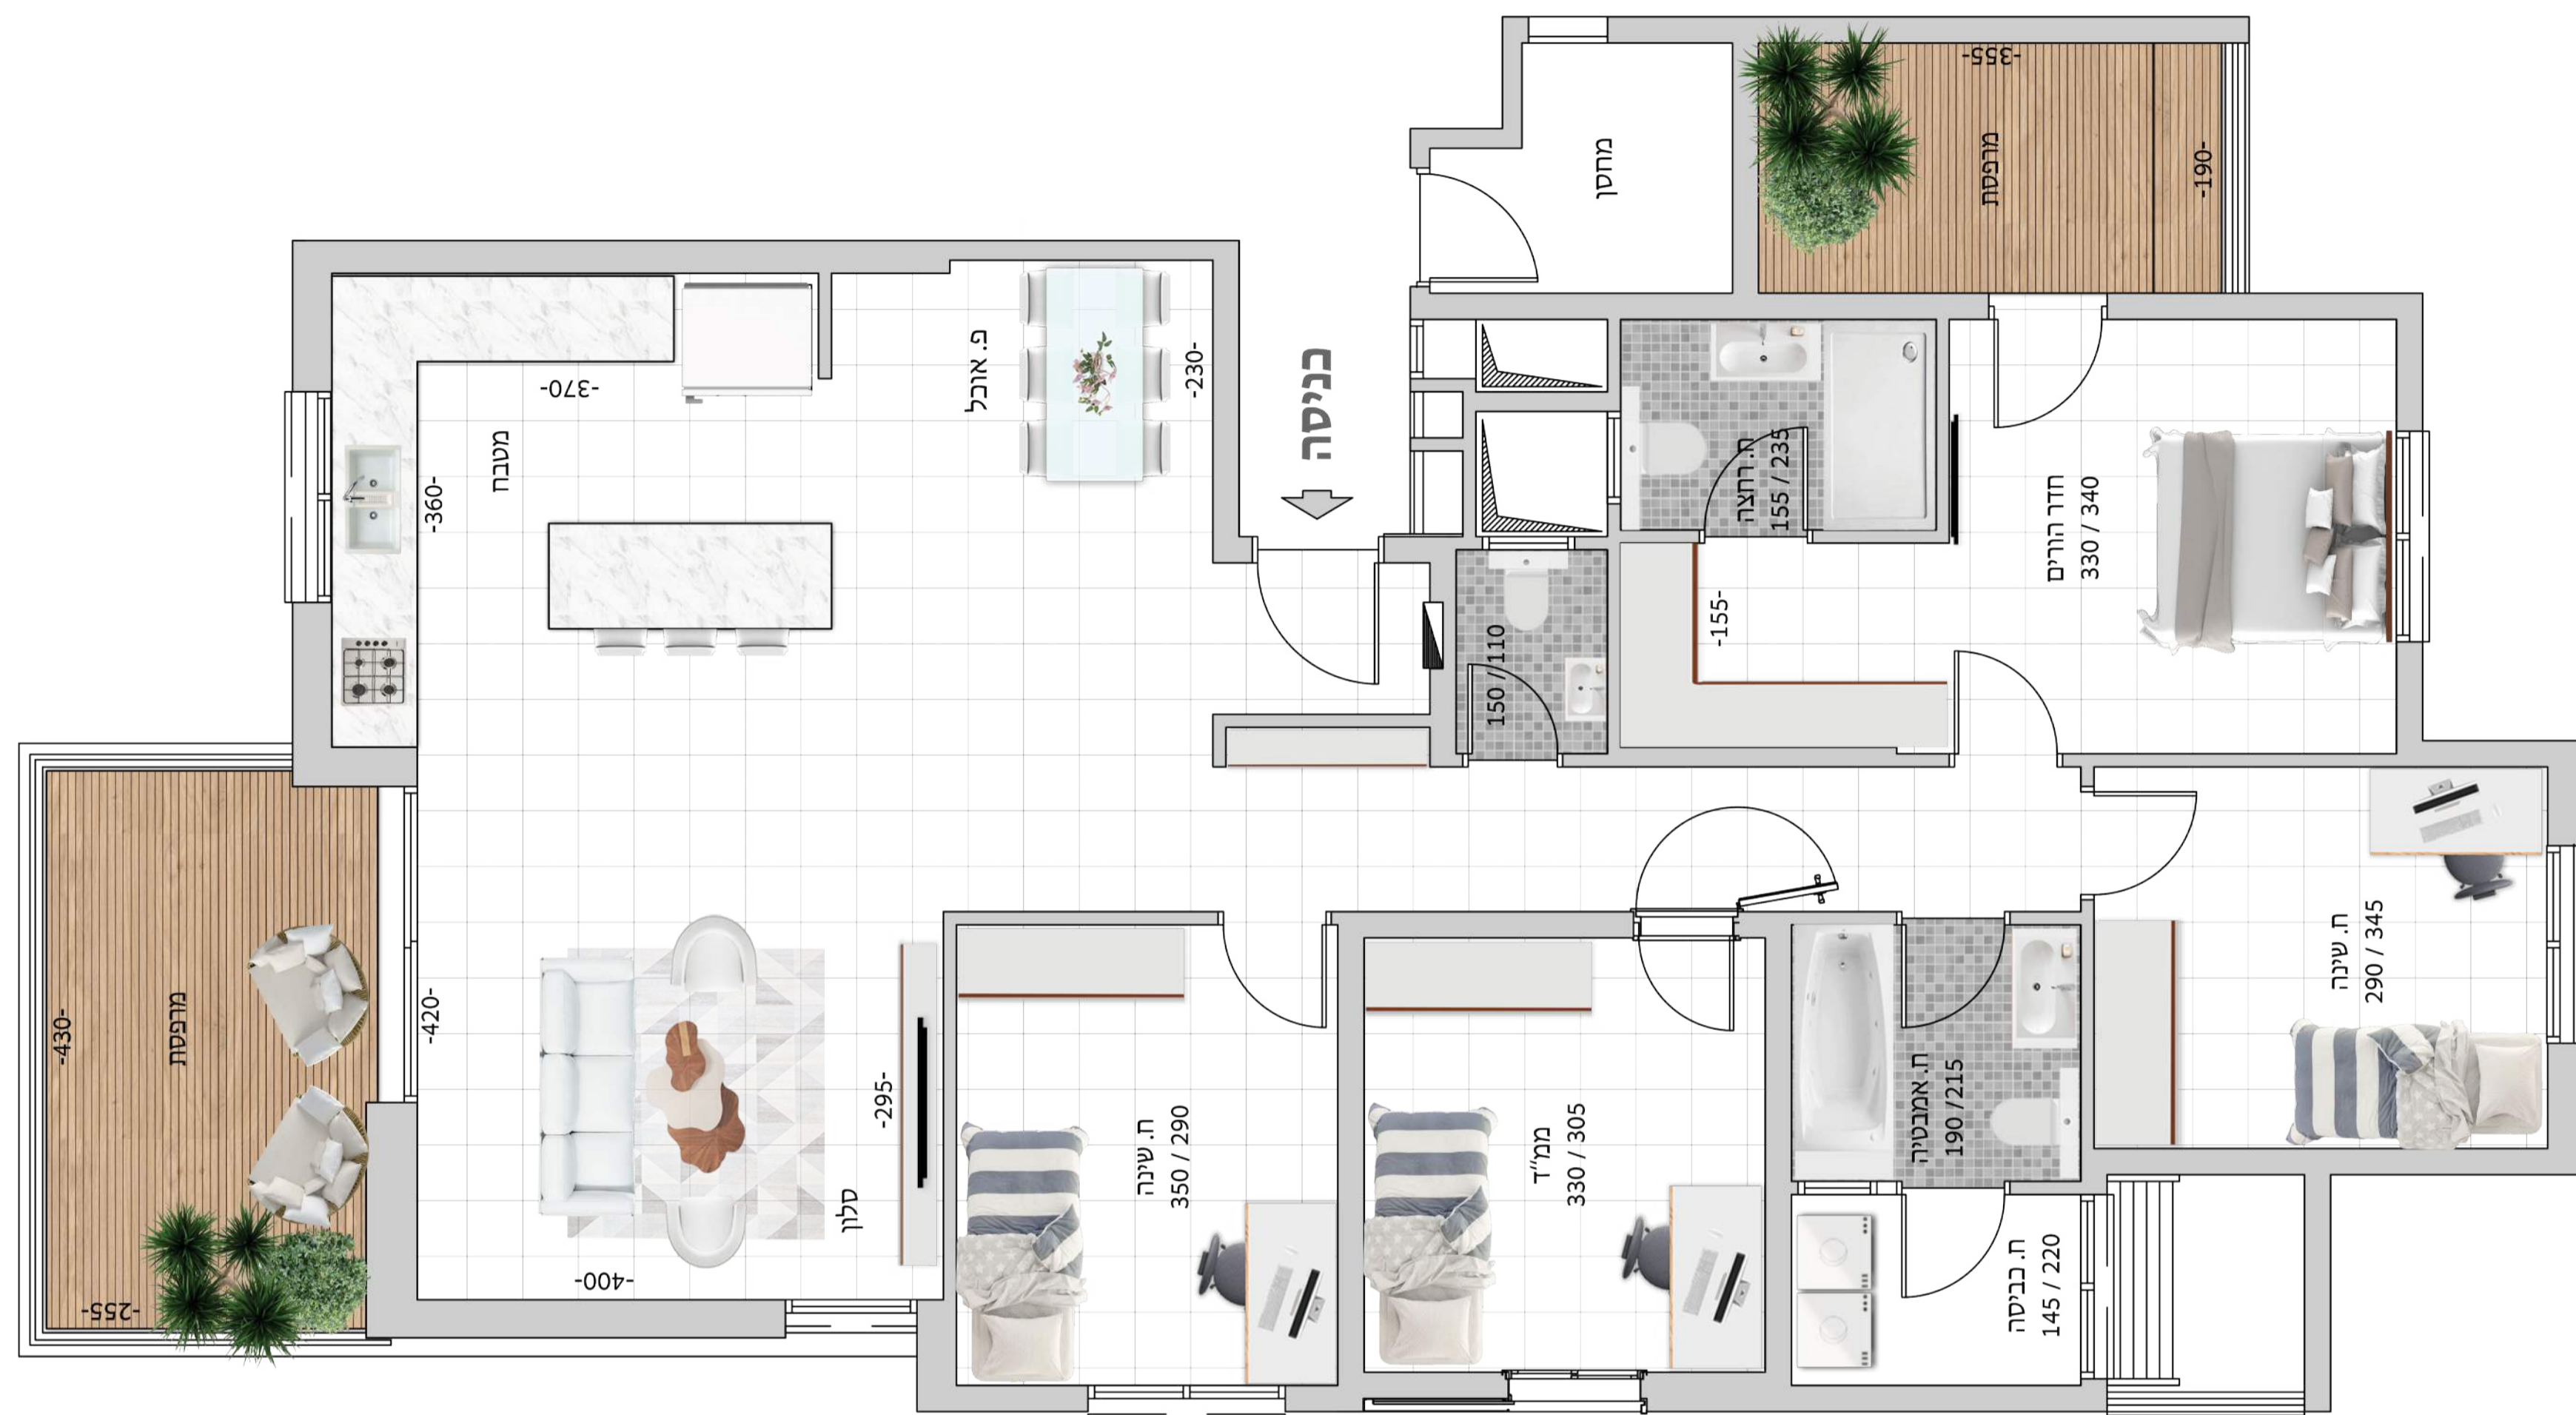 מחסן
-355-
מרפסת
-190-
פ. אוכל
-230-
כניסה
-370-
מטבח
-360-
ח. רחצה
155 / 235
חדר הורים
330 / 340
-155-
150 /110
-430-
מרפסת
-255-
-420-
-295-
סלון
-400-
ח. שינה
350 / 290
ממ״ד
330 / 305
ח. אמבטיה
190 /215
ח. שינה
290 / 345
ח. כביסה
145 / 220